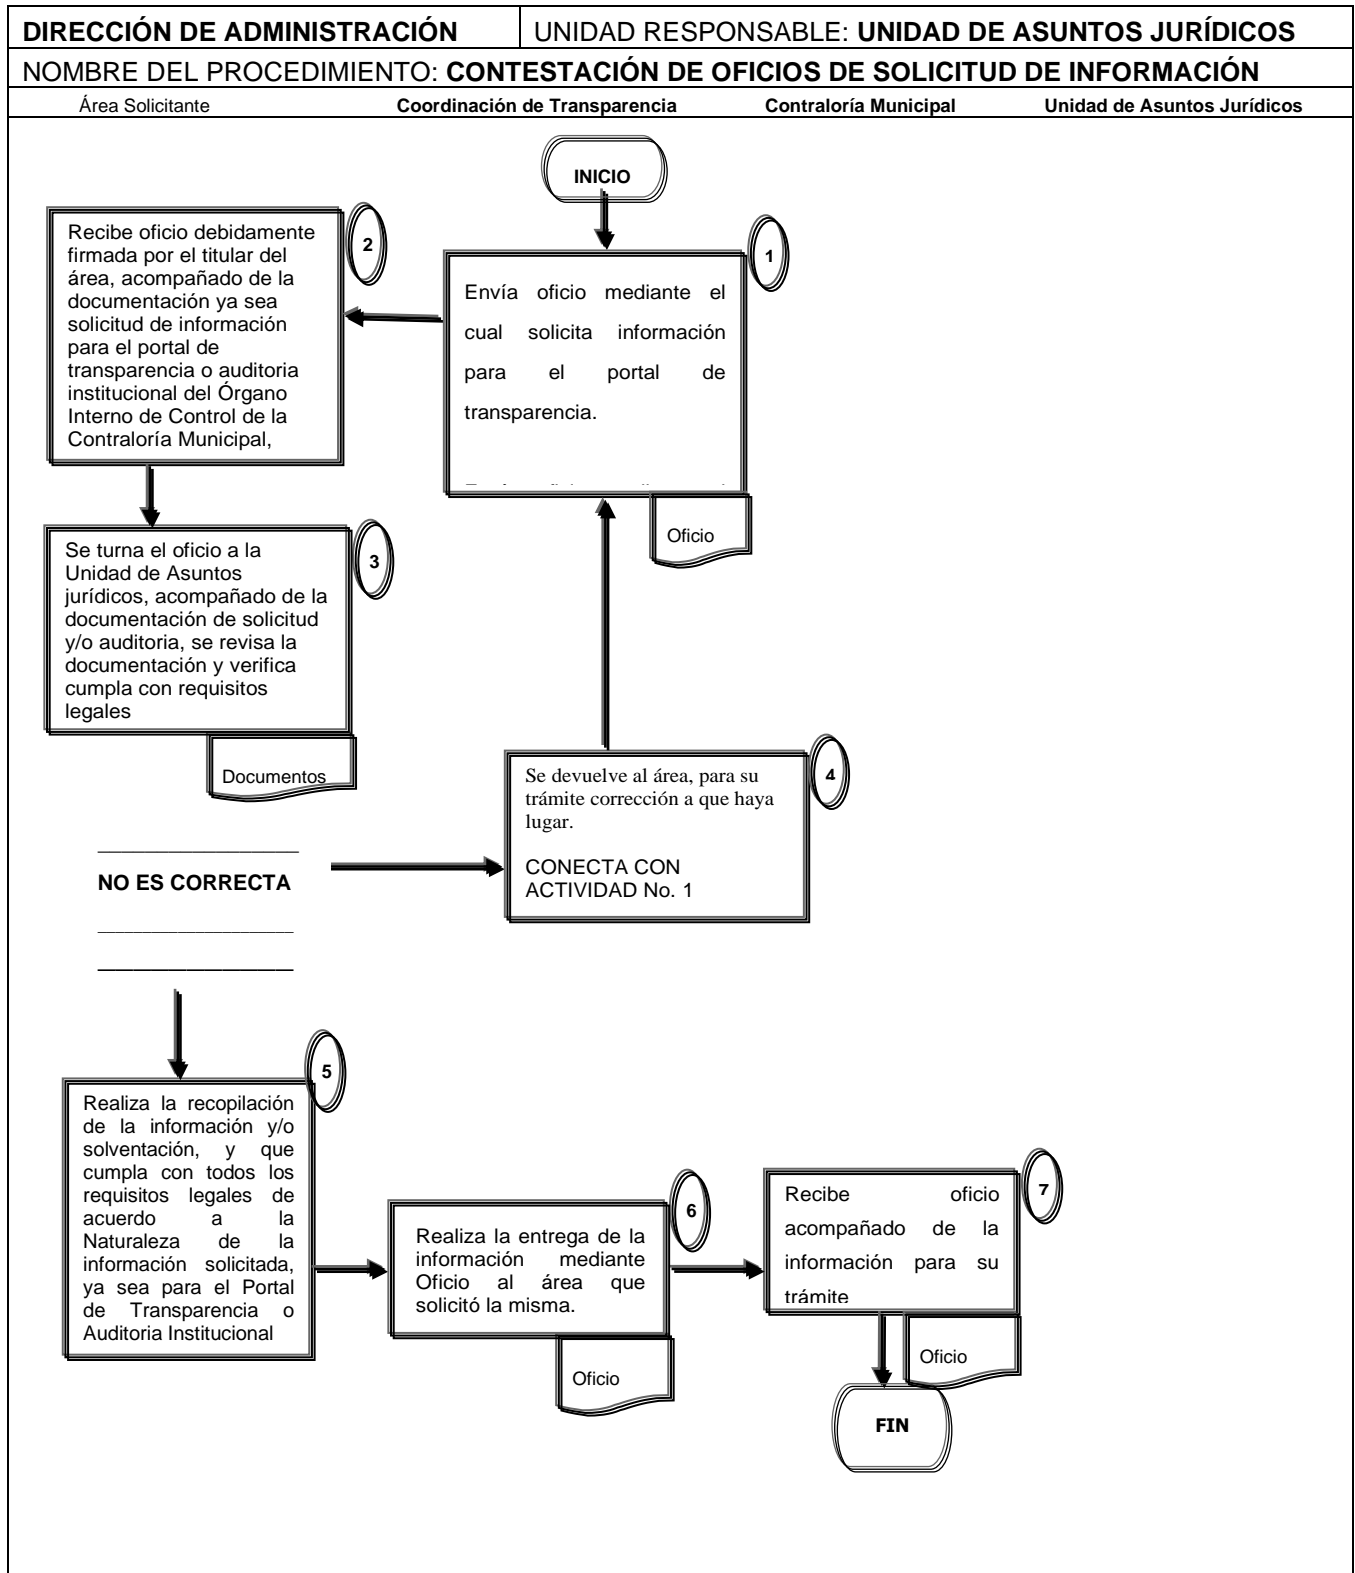 DIRECCIÓN DE ADMINISTRACIÓN
UNIDAD RESPONSABLE: UNIDAD DE ASUNTOS JURÍDICOS
NOMBRE DEL PROCEDIMIENTO: CONTESTACIÓN DE OFICIOS DE SOLICITUD DE INFORMACIÓN
Área Solicitante
Coordinación de Transparencia
Contraloría Municipal
Unidad de Asuntos Jurídicos
INICIO
1
Envía oficio mediante el
cual solicita información
para el portal de
transparencia.
Oficio
2
Recibe oficio debidamente
firmada por el titular del
área, acompañado de la
documentación ya sea
solicitud de información
para el portal de
transparencia o auditoria
institucional del Órgano
Interno de Control de la
Contraloría Municipal,
3
Se turna el oficio a la
Unidad de Asuntos
jurídicos, acompañado de la
documentación de solicitud
y/o auditoria, se revisa la
documentación y verifica
cumpla con requisitos
legales
Documentos
NO ES CORRECTA
4
Se devuelve al área, para su
trámite corrección a que haya
lugar.
CONECTA CON
ACTIVIDAD No. 1
5
Realiza la recopilación
de la información y/o
solventación, y que
cumpla con todos los
requisitos legales de
acuerdo a la
Naturaleza de la
información solicitada,
ya sea para el Portal
de Transparencia o
Auditoria Institucional
6
Realiza la entrega de la
información mediante
Oficio al área que
solicitó la misma.
Oficio
7
Recibe oficio
acompañado de la
información para su
trámite
Oficio
FIN